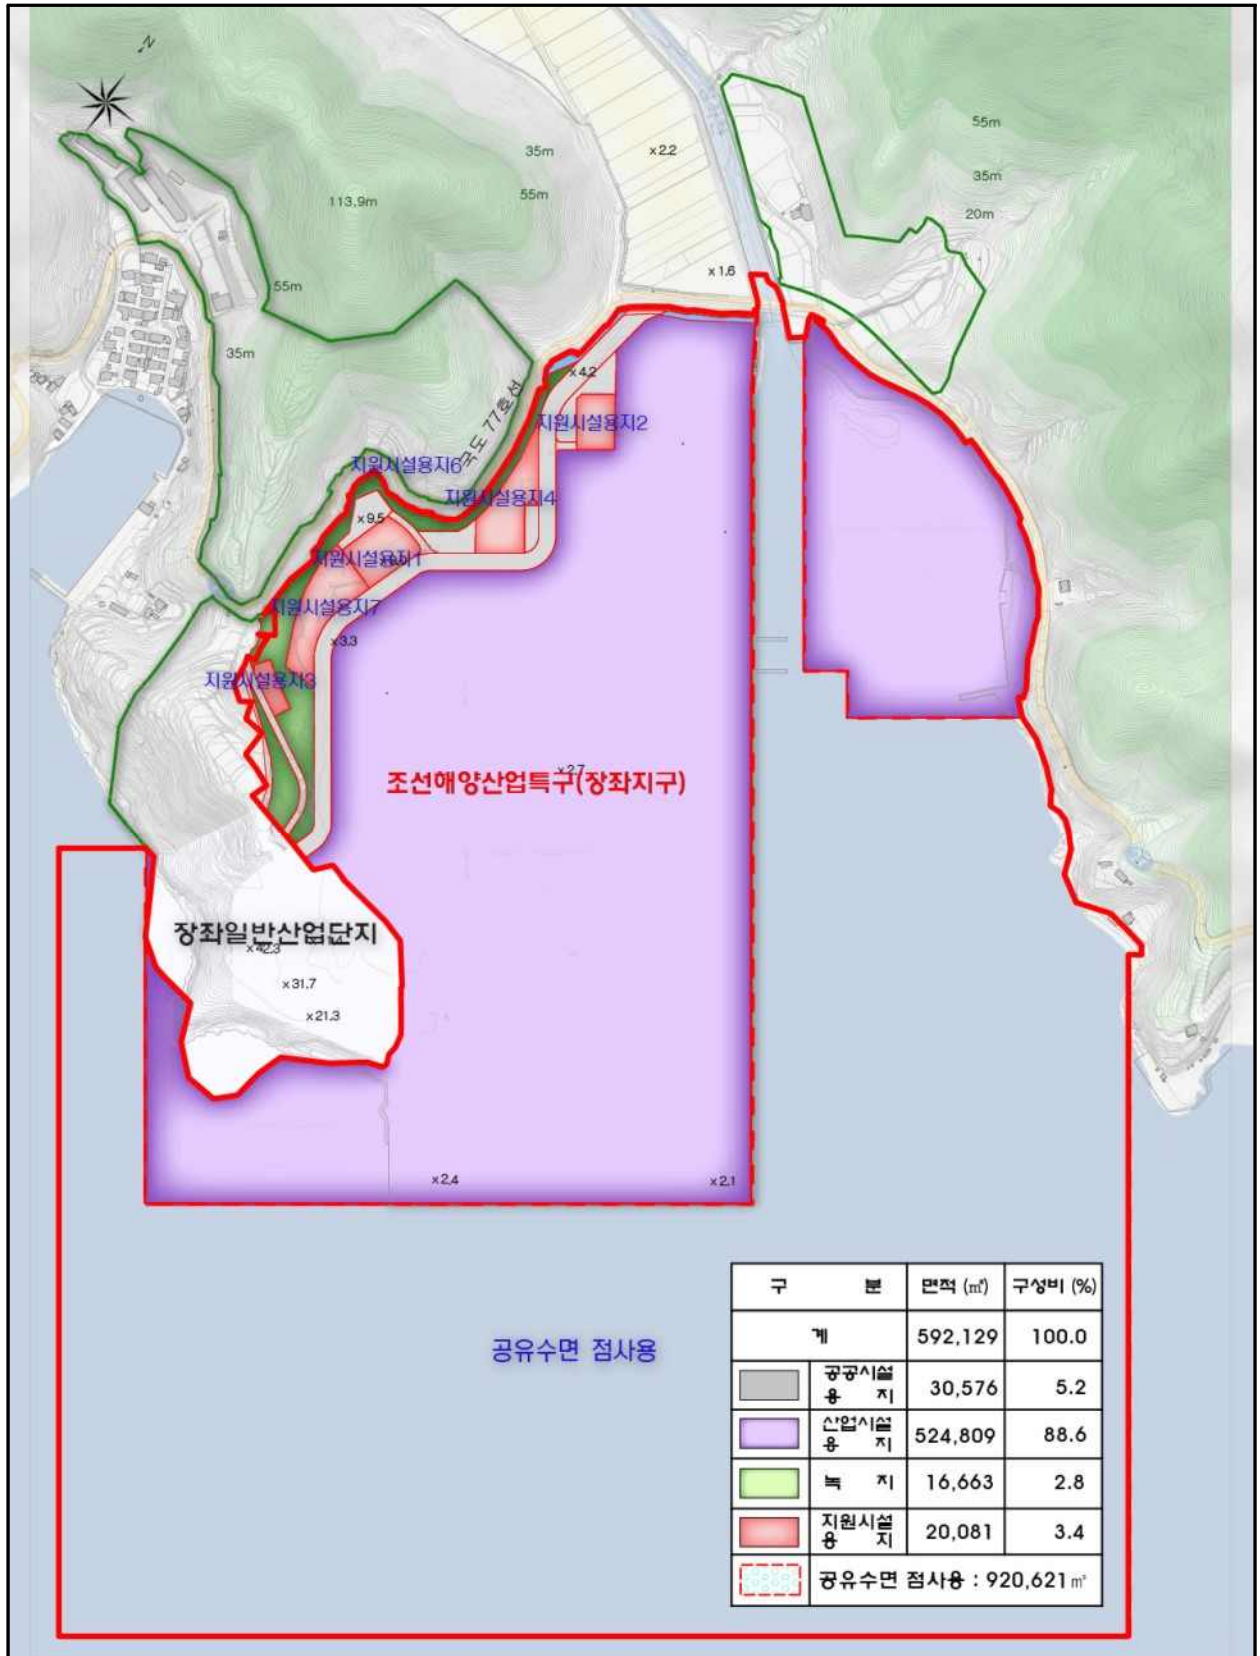 N
55m
35m
x2.2
35m
55m
113.9m
20m
x1.6
55m
35m
x4.2
국도 77호선
지원시설용지2
지원시설용지6
지원시설용지4
x9.5
지원시설용지1
지원시설용지7
x3.3
지원시설용지3
x2.7
조선해양산업특구(장좌지구)
장좌일반산업단지
x42.3
x31.7
x21.3
x2.4
x2.1
공유수면 점사용
구 분 면적 (㎡) 구성비 (%)
계 592,129 100.0
공공시설
용 지 30,576 5.2
산업시설
용 지 524,809 88.6
녹 지 16,663 2.8
지원시설
용 지 20,081 3.4
공유수면 점사용 : 920,621㎡